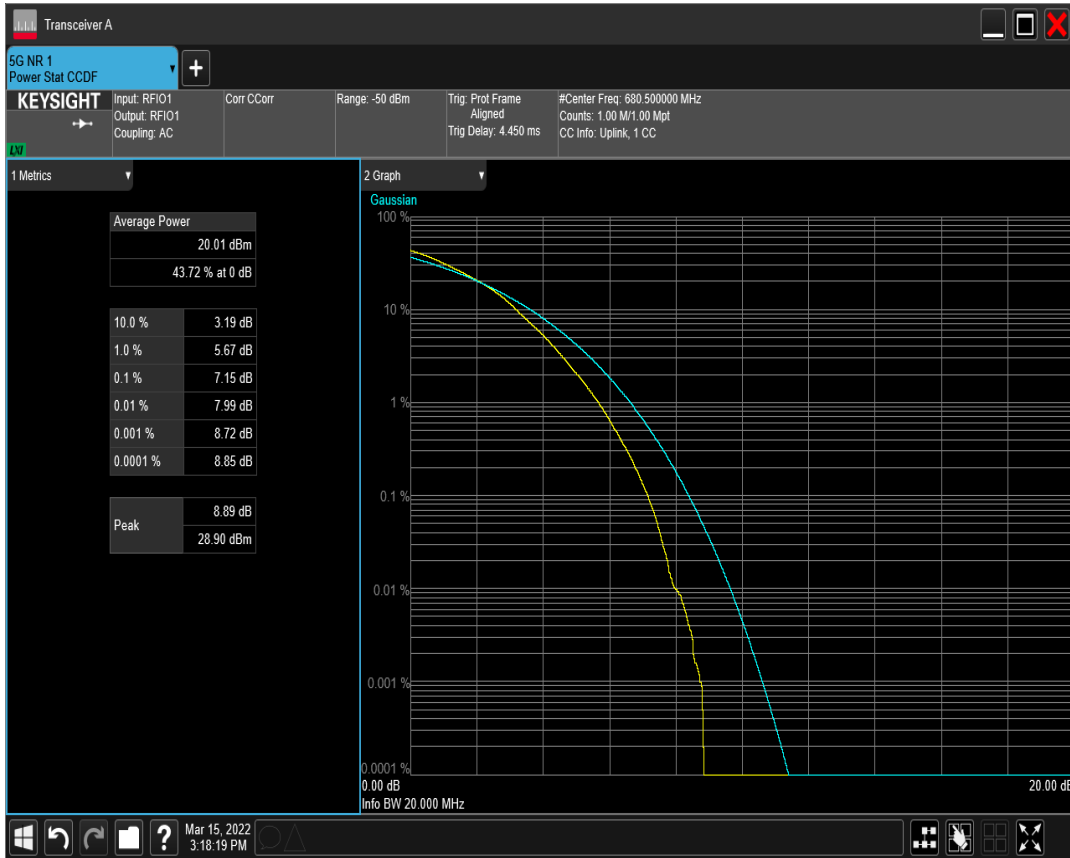 Transceiver A
5G NR 1
Power Stat CCDF
KEYSIGHT
LXI
Input: RFIO1
Output: RFIO1
Coupling: AC
Corr CCorr
Range: -50 dBm
Trig: Prot Frame
Aligned
Trig Delay: 4.450 ms
#Center Freq: 680.500000 MHz
Counts: 1.00 M/1.00 Mpt
CC Info: Uplink, 1 CC
1 Metrics
Average Power
20.01 dBm
43.72 % at 0 dB
10.0 % 3.19 dB
1.0 % 5.67 dB
0.1 % 7.15 dB
0.01 % 7.99 dB
0.001 % 8.72 dB
0.0001 % 8.85 dB
Peak
8.89 dB
28.90 dBm
2 Graph
Gaussian
100 %
10 %
1 %
0.1 %
0.01 %
0.001 %
0.0001 %
0.00 dB 20.00 dB
Info BW 20.000 MHz
?
Mar 15, 2022
3:18:19 PM